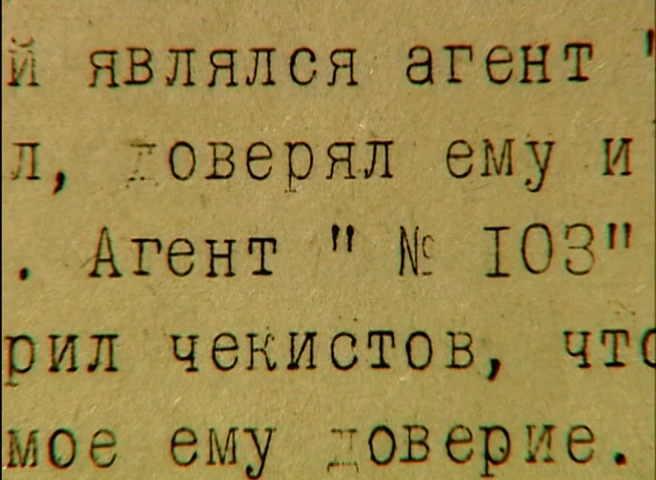 й являлся агент "
л, доверял ему и
. Агент " № 103"
рил чекистов, что
мое ему доверие.